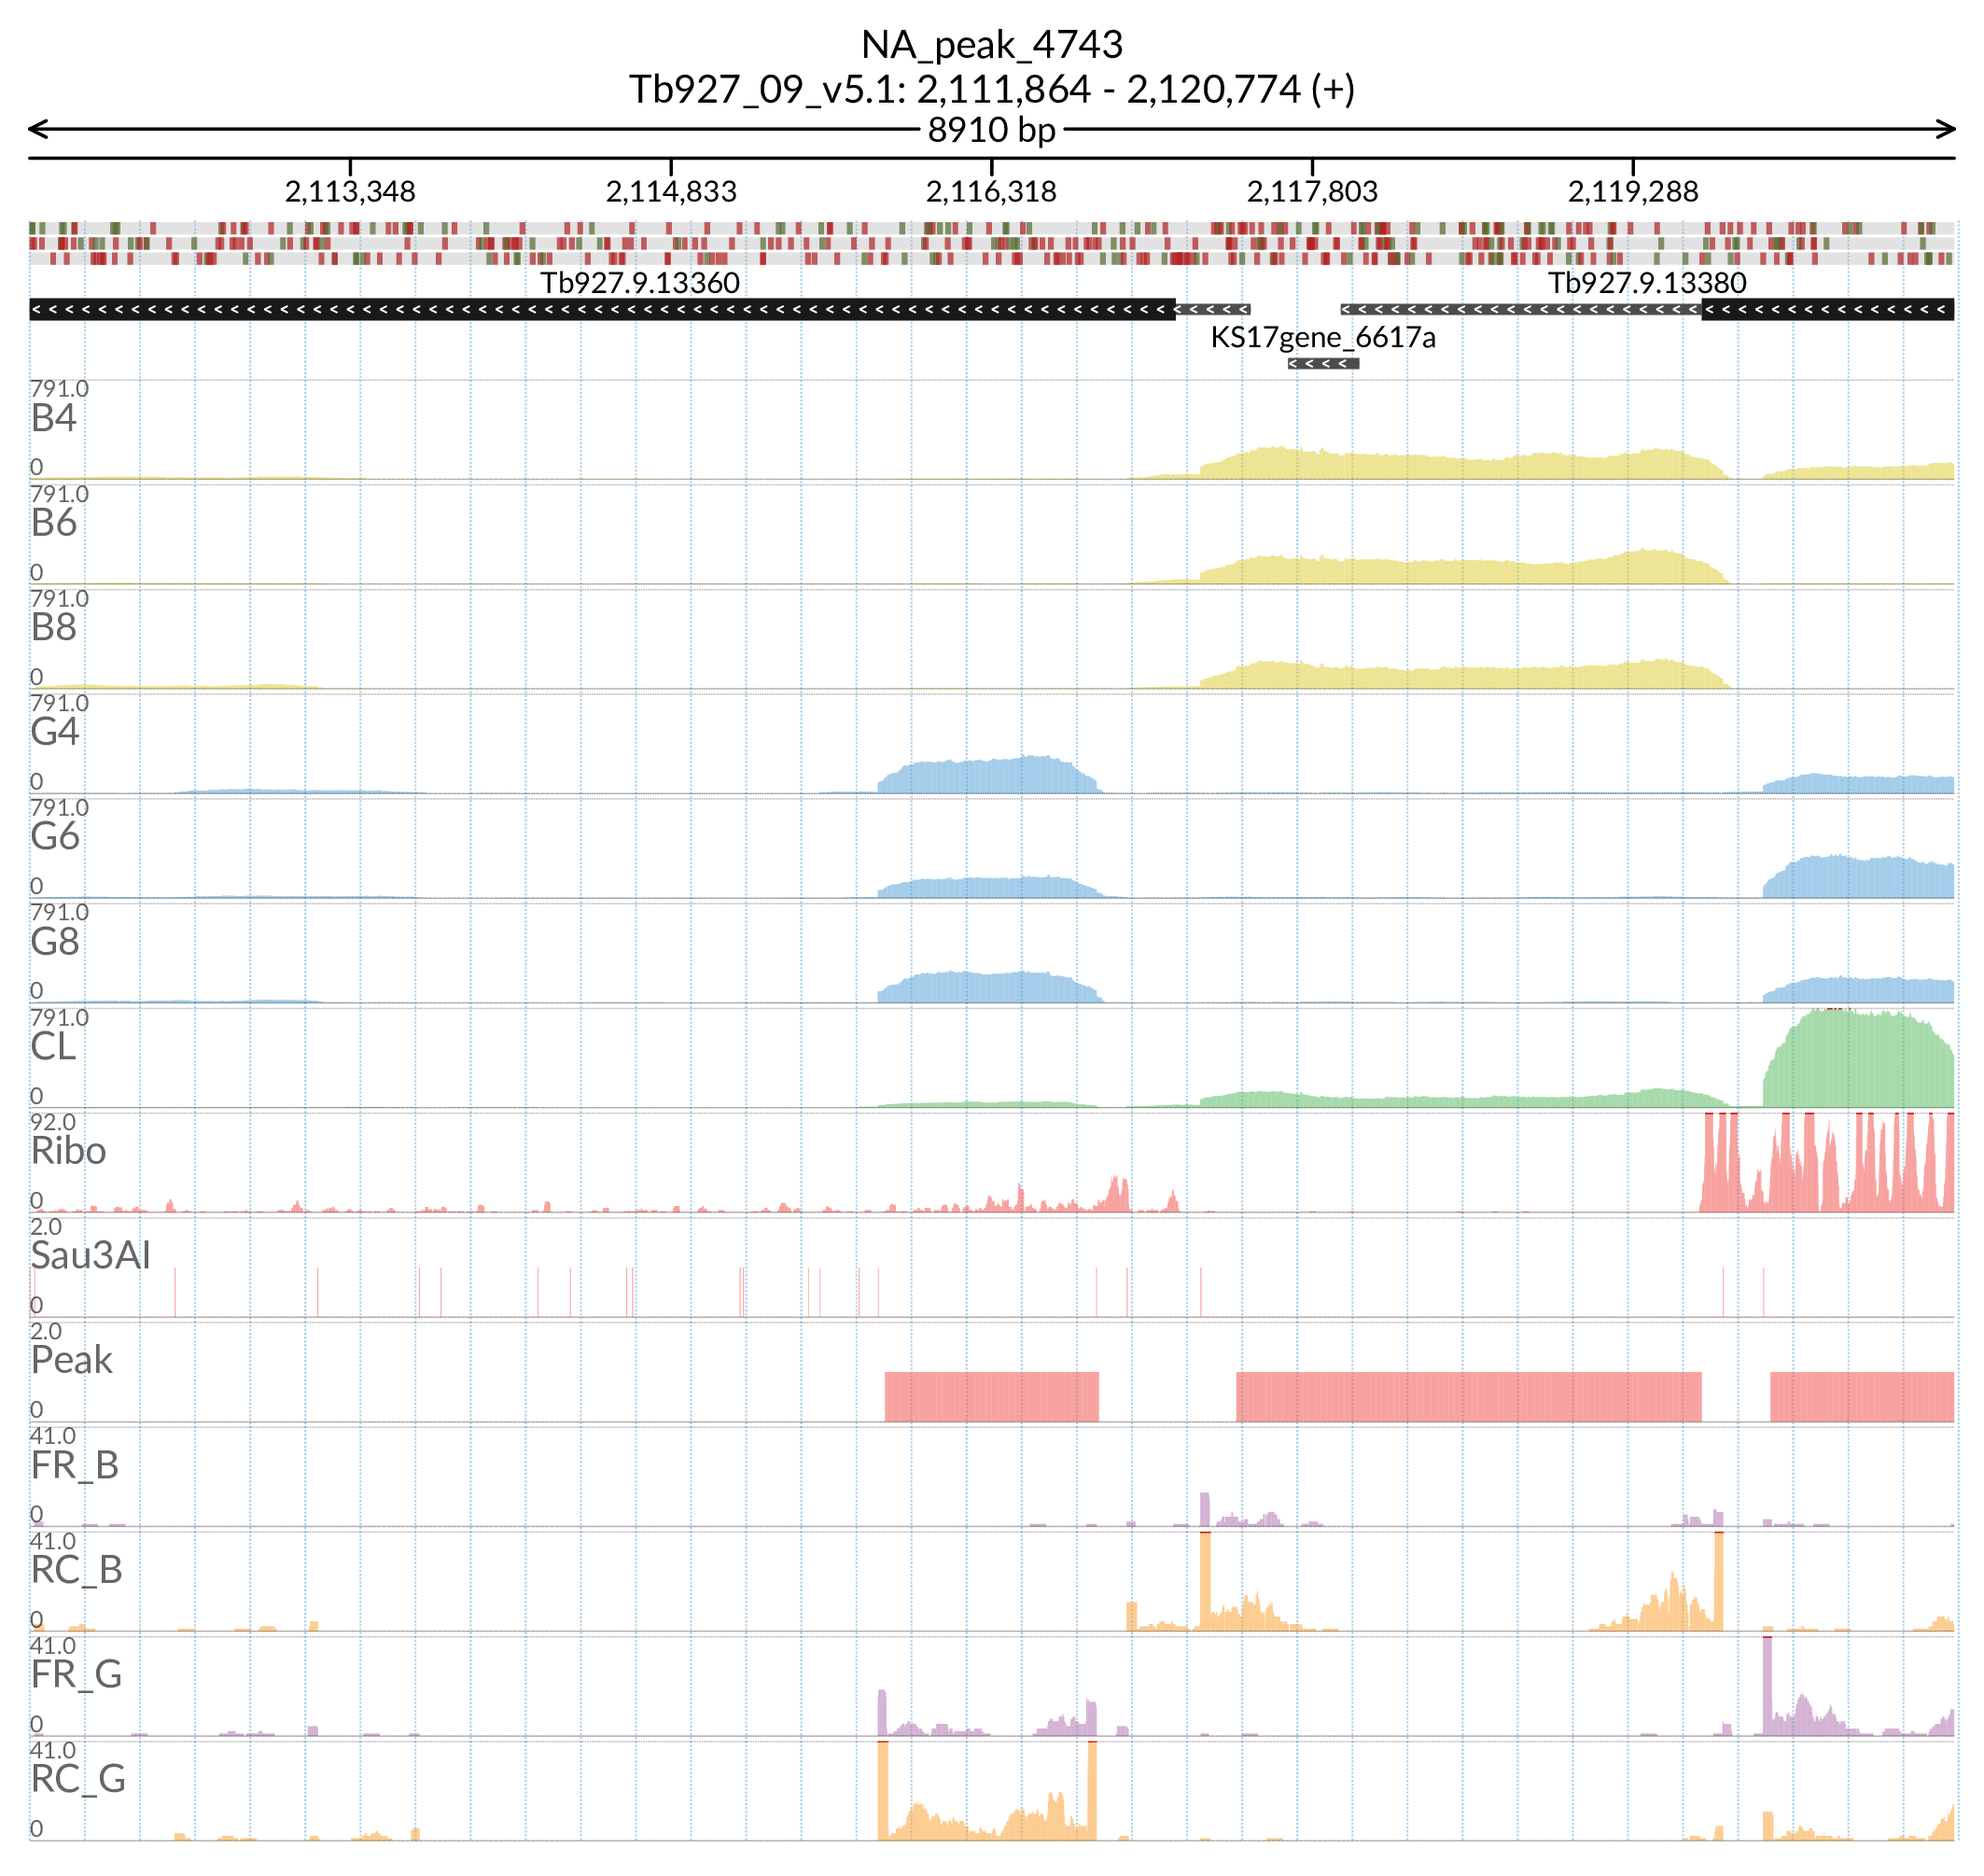 NA_peak_4743
Tb927_09_v5.1: 2,111,864 - 2,120,774 (+)
8910 bp
2,113,348 2,114,833 2,116,318 2,117,803 2,119,288
Tb927.9.13360 Tb927.9.13380
KS17gene_6617a
791.0
B4
0
791.0
B6
0
791.0
B8
0
791.0
G4
0
791.0
G6
0
791.0
G8
0
791.0
CL
0
92.0
Ribo
0
2.0
Sau3AI
0
2.0
Peak
0
41.0
FR_B
0
41.0
RC_B
0
41.0
FR_G
0
41.0
RC_G
0